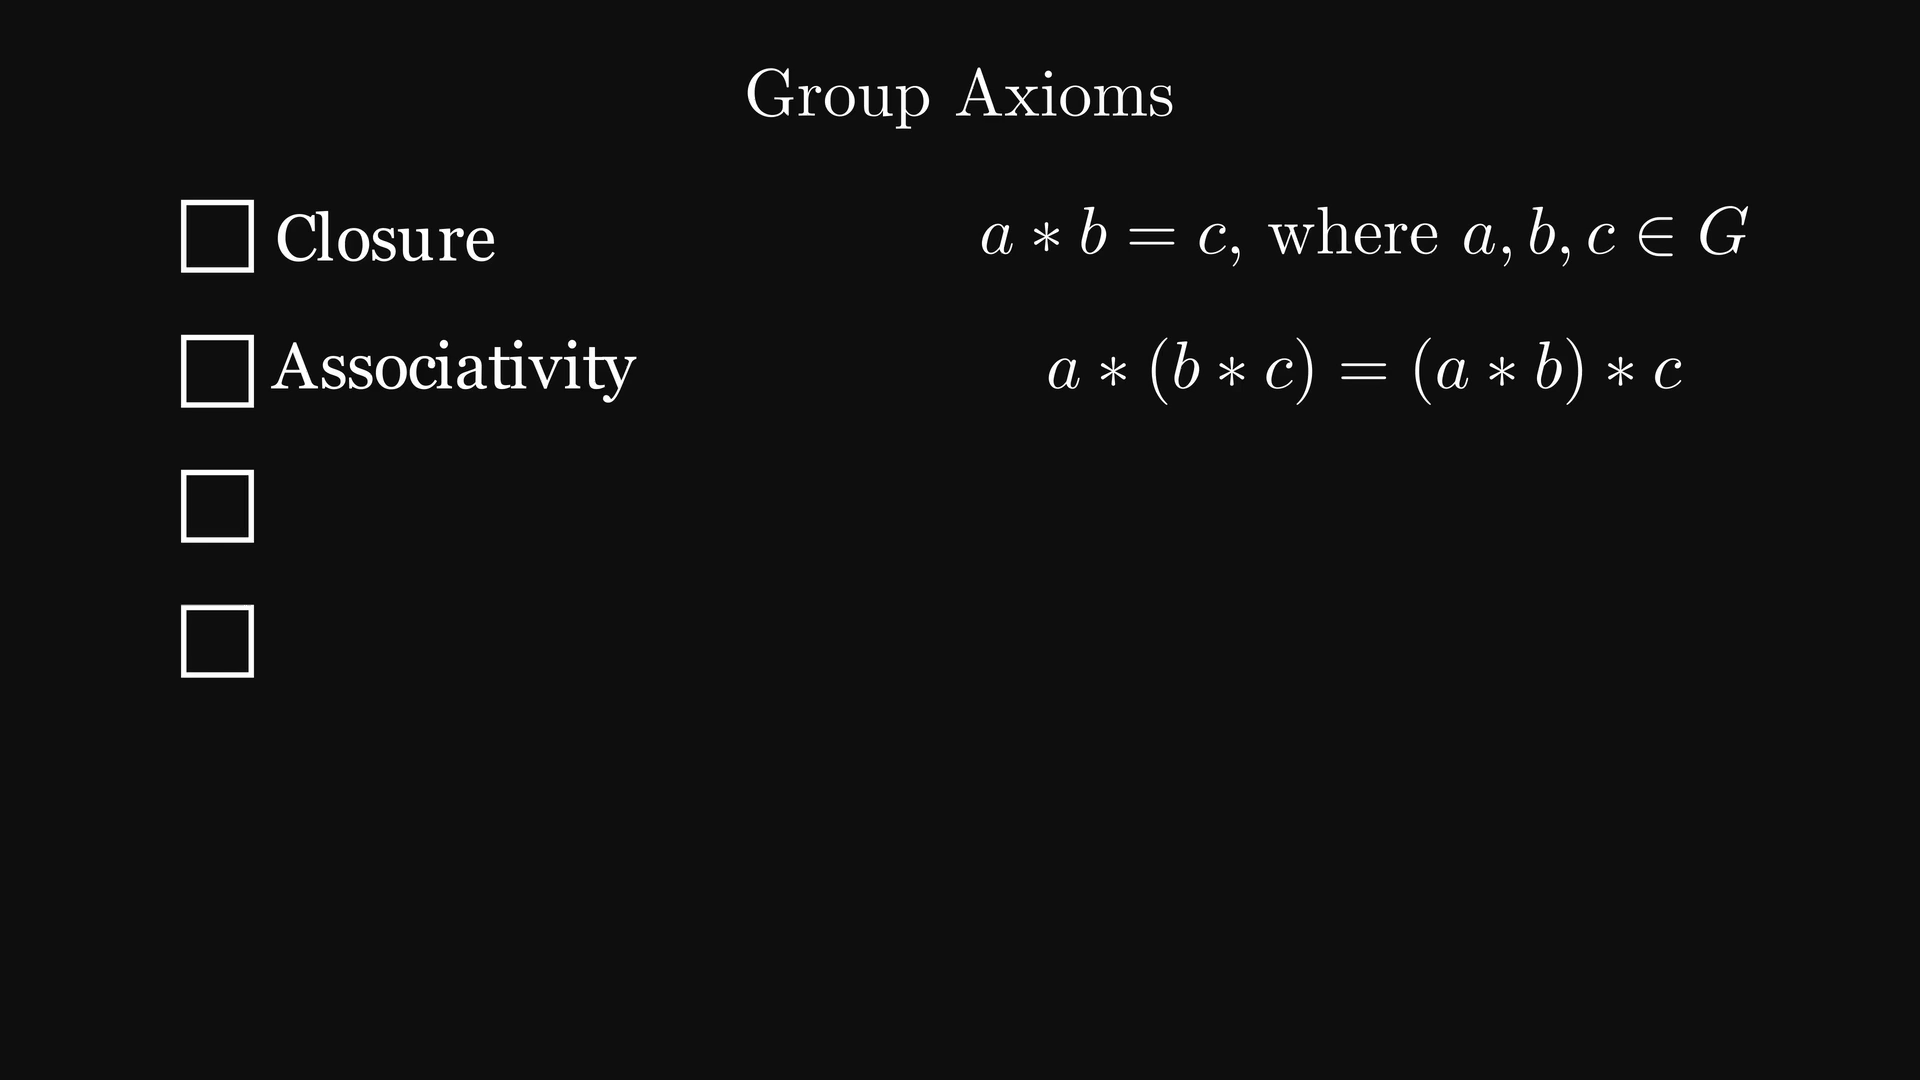 Group Axioms
Closure
a ∗ b = c, where a, b, c ∈ G
Associativity
a ∗ (b ∗ c) = (a ∗ b) ∗ c